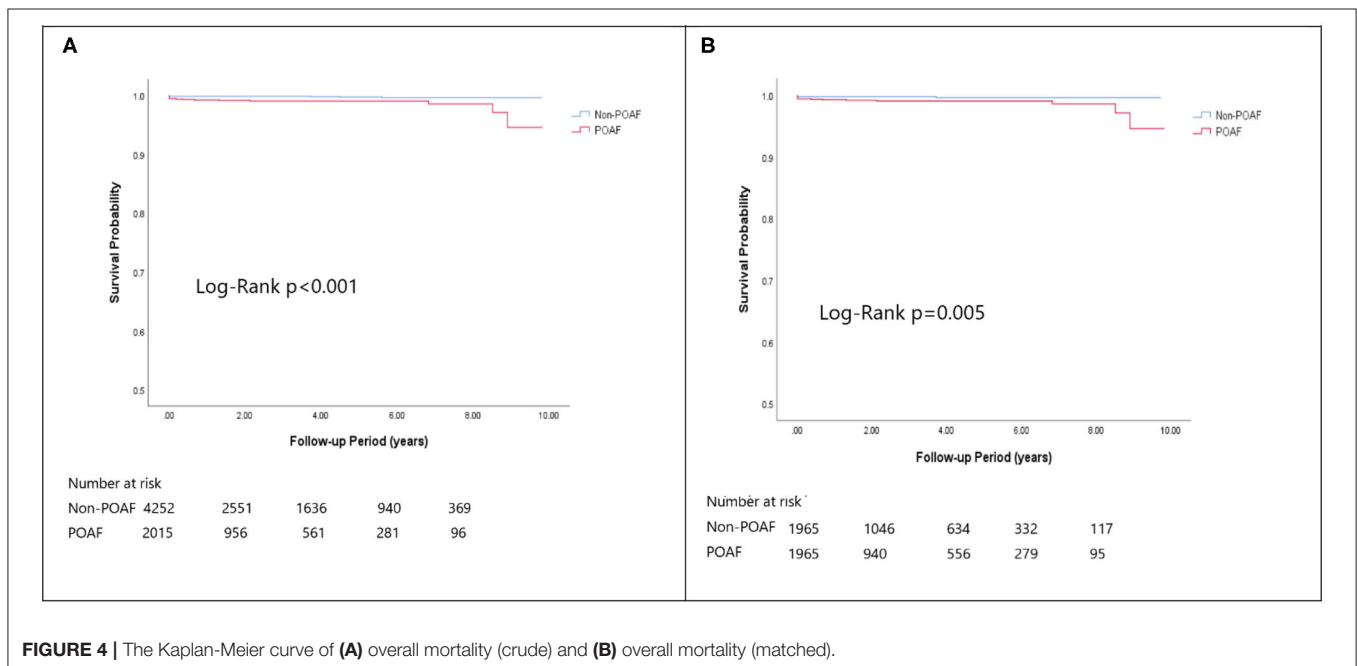 A
1.0
0.9
0.8
0.7
0.6
0.5
Survival Probability
Non-POAF
POAF
Log-Rank p<0.001
.00 2.00 4.00 6.00 8.00 10.00
Follow-up Period (years)
Number at risk
Non-POAF 4252 2551 1636 940 369
POAF 2015 956 561 281 96
B
1.0
0.9
0.8
0.7
0.6
0.5
Survival Probability
Non-POAF
POAF
Log-Rank p=0.005
.00 2.00 4.00 6.00 8.00 10.00
Follow-up Period (years)
Number at risk
Non-POAF 1965 1046 634 332 117
POAF 1965 940 556 279 95
FIGURE 4 | The Kaplan-Meier curve of (A) overall mortality (crude) and (B) overall mortality (matched).